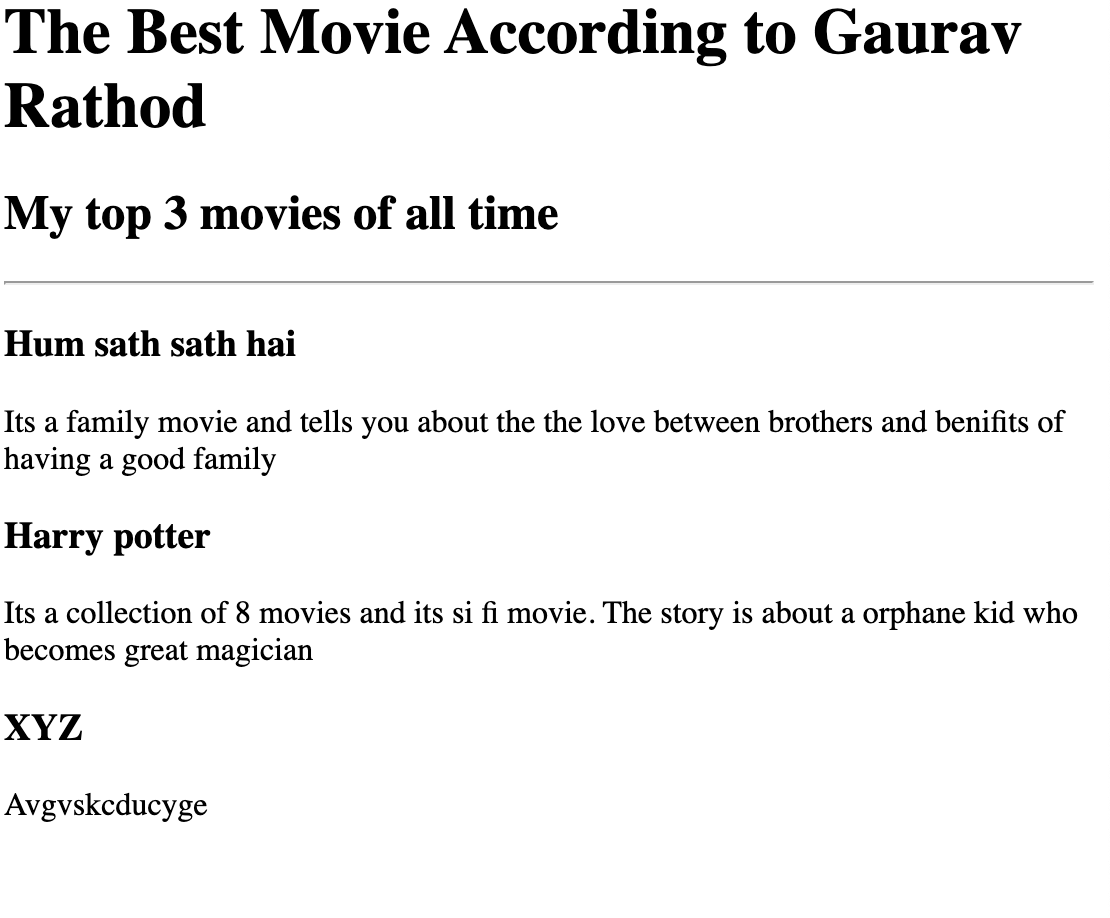 The Best Movie According to Gaurav
Rathod
My top 3 movies of all time
Hum sath sath hai
Its a family movie and tells you about the the love between brothers and benifits of
having a good family
Harry potter
Its a collection of 8 movies and its si fi movie. The story is about a orphane kid who
becomes great magician
XYZ
Avgvskcducyge